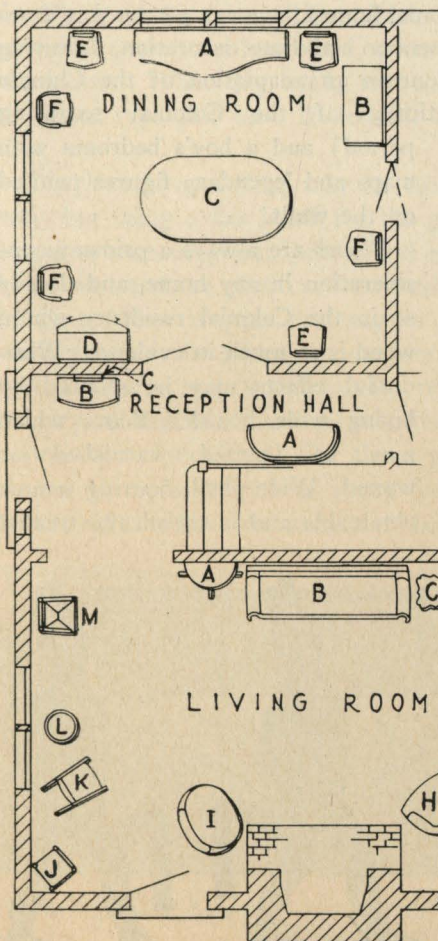 E A E
DINING ROOM B
F
C
F F
D E
C
B RECEPTION HALL
A
A B C
M
LIVING ROOM
L
K
I H
J